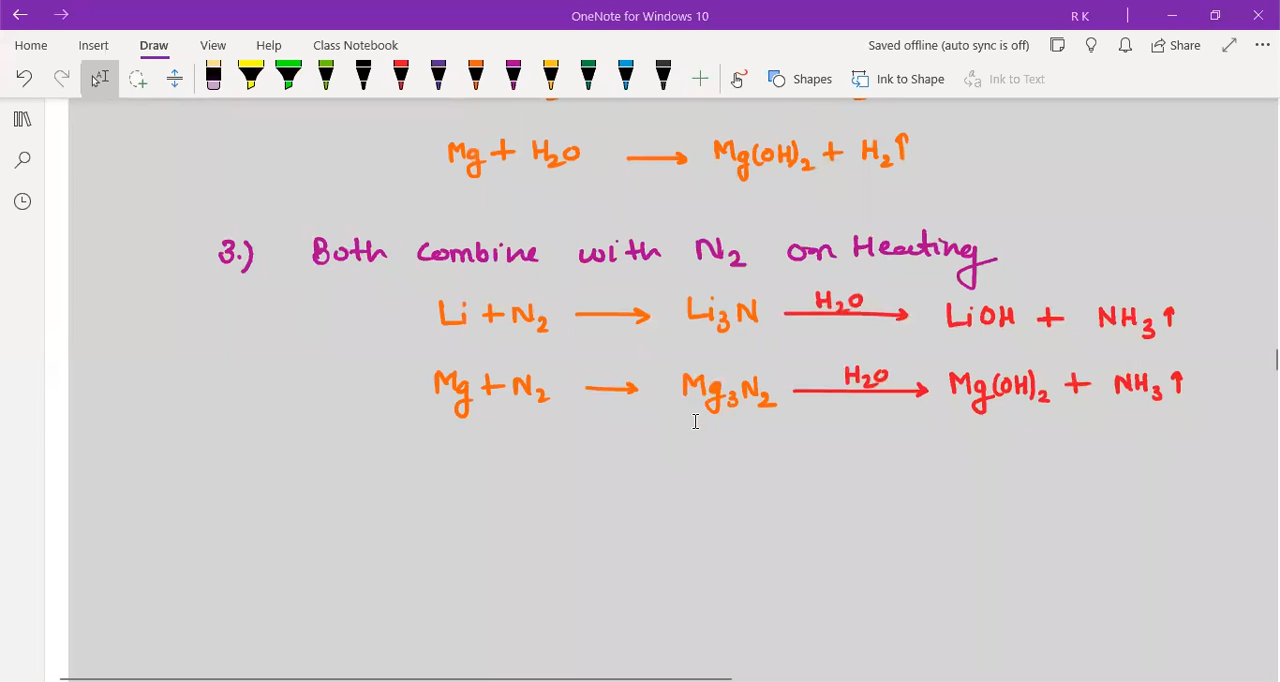 OneNote for Windows 10
R K
Home Insert Draw View Help Class Notebook
Saved offline (auto sync is off) Share
Shapes Ink to Shape Ink to Text
Mg + H₂O ⟶ Mg(OH)₂ + H₂↑
3.) Both Combine with N₂ on Heating
Li + N₂ ⟶ Li₃N H₂O⟶ LiOH + NH₃↑
Mg + N₂ ⟶ Mg₃N₂ H₂O⟶ Mg(OH)₂ + NH₃↑